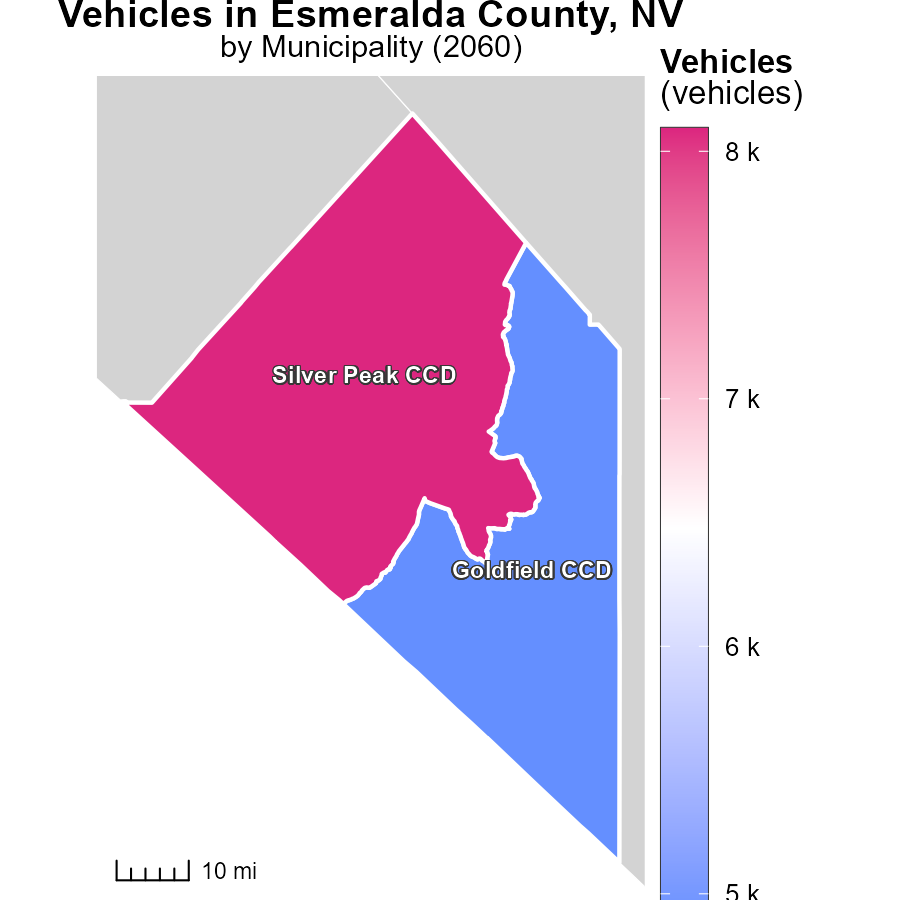 Vehicles in Esmeralda County, NV
by Municipality (2060)
Vehicles
(vehicles)
8 k
7 k
6 k
5 k
Silver Peak CCD
Goldfield CCD
10 mi